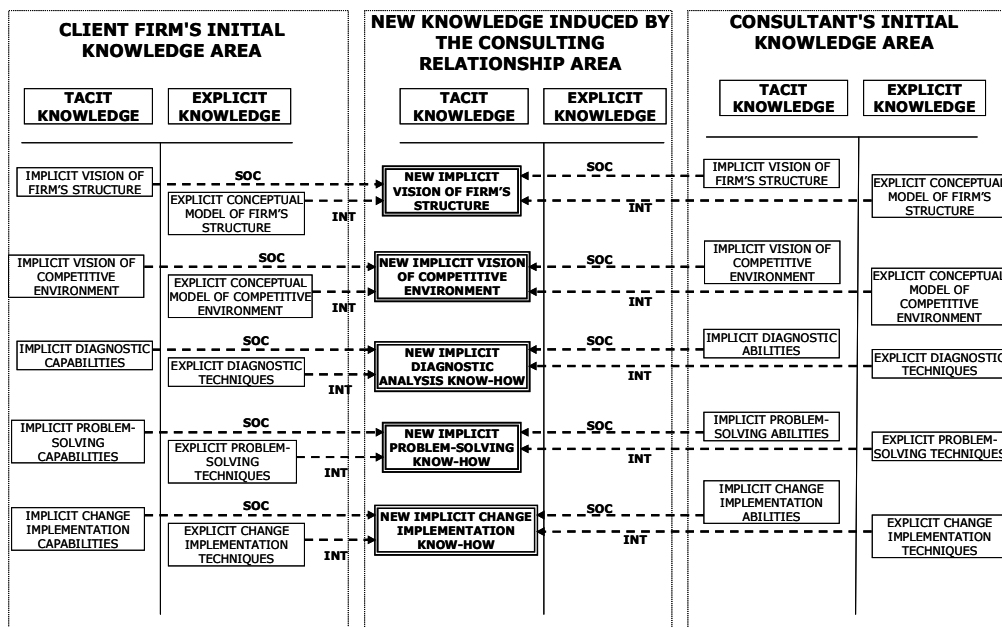 CLIENT FIRM'S INITIAL
KNOWLEDGE AREA
TACIT
KNOWLEDGE
EXPLICIT
KNOWLEDGE
IMPLICIT VISION OF
FIRM'S STRUCTURE
SOC
EXPLICIT CONCEPTUAL
MODEL OF FIRM'S
STRUCTURE
INT
IMPLICIT VISION OF
COMPETITIVE
ENVIRONMENT
SOC
EXPLICIT CONCEPTUAL
MODEL OF COMPETITIVE
ENVIRONMENT
INT
IMPLICIT DIAGNOSTIC
CAPABILITIES
SOC
EXPLICIT DIAGNOSTIC
TECHNIQUES
INT
IMPLICIT PROBLEM-
SOLVING
CAPABILITIES
SOC
EXPLICIT PROBLEM-
SOLVING
TECHNIQUES
INT
IMPLICIT CHANGE
IMPLEMENTATION
CAPABILITIES
SOC
EXPLICIT CHANGE
IMPLEMENTATION
TECHNIQUES
INT
NEW KNOWLEDGE INDUCED BY
THE CONSULTING
RELATIONSHIP AREA
TACIT
KNOWLEDGE
EXPLICIT
KNOWLEDGE
NEW IMPLICIT
VISION OF FIRM'S
STRUCTURE
NEW IMPLICIT VISION
OF COMPETITIVE
ENVIRONMENT
NEW IMPLICIT
DIAGNOSTIC
ANALYSIS KNOW-HOW
NEW IMPLICIT
PROBLEM-SOLVING
KNOW-HOW
NEW IMPLICIT CHANGE
IMPLEMENTATION
KNOW-HOW
CONSULTANT'S INITIAL
KNOWLEDGE AREA
TACIT
KNOWLEDGE
EXPLICIT
KNOWLEDGE
SOC
IMPLICIT VISION OF
FIRM'S STRUCTURE
INT
EXPLICIT CONCEPTUAL
MODEL OF FIRM'S
STRUCTURE
SOC
IMPLICIT VISION OF
COMPETITIVE
ENVIRONMENT
INT
EXPLICIT CONCEPTUAL
MODEL OF
COMPETITIVE
ENVIRONMENT
SOC
IMPLICIT DIAGNOSTIC
ABILITIES
INT
EXPLICIT DIAGNOSTIC
TECHNIQUES
SOC
IMPLICIT PROBLEM-
SOLVING ABILITIES
INT
EXPLICIT PROBLEM-
SOLVING TECHNIQUES
SOC
IMPLICIT CHANGE
IMPLEMENTATION
ABILITIES
INT
EXPLICIT CHANGE
IMPLEMENTATION
TECHNIQUES